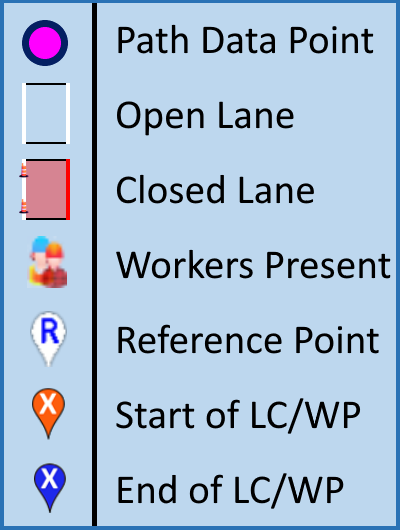 Path Data Point
Open Lane
Closed Lane
Workers Present
R Reference Point
X Start of LC/WP
X End of LC/WP